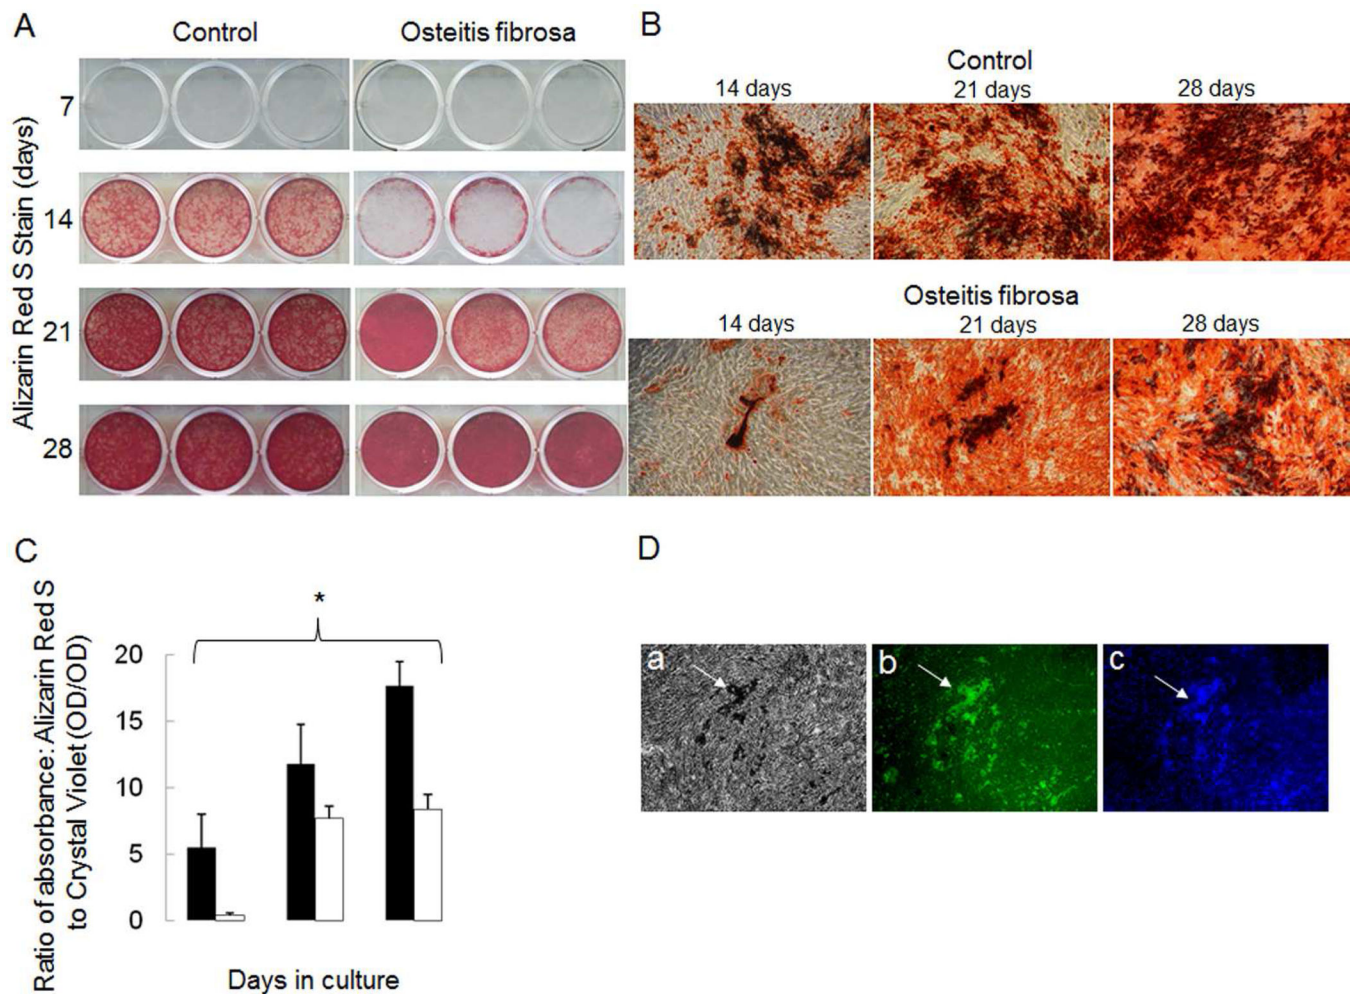 A
Control
Osteitis fibrosa
Alizarin Red S Stain (days)
7
14
21
28
B
Control
14 days
21 days
28 days
Osteitis fibrosa
14 days
21 days
28 days
C
Ratio of absorbance: Alizarin Red S
to Crystal Violet (OD/OD)
*
20
15
10
5
0
Days in culture
D
a
b
c